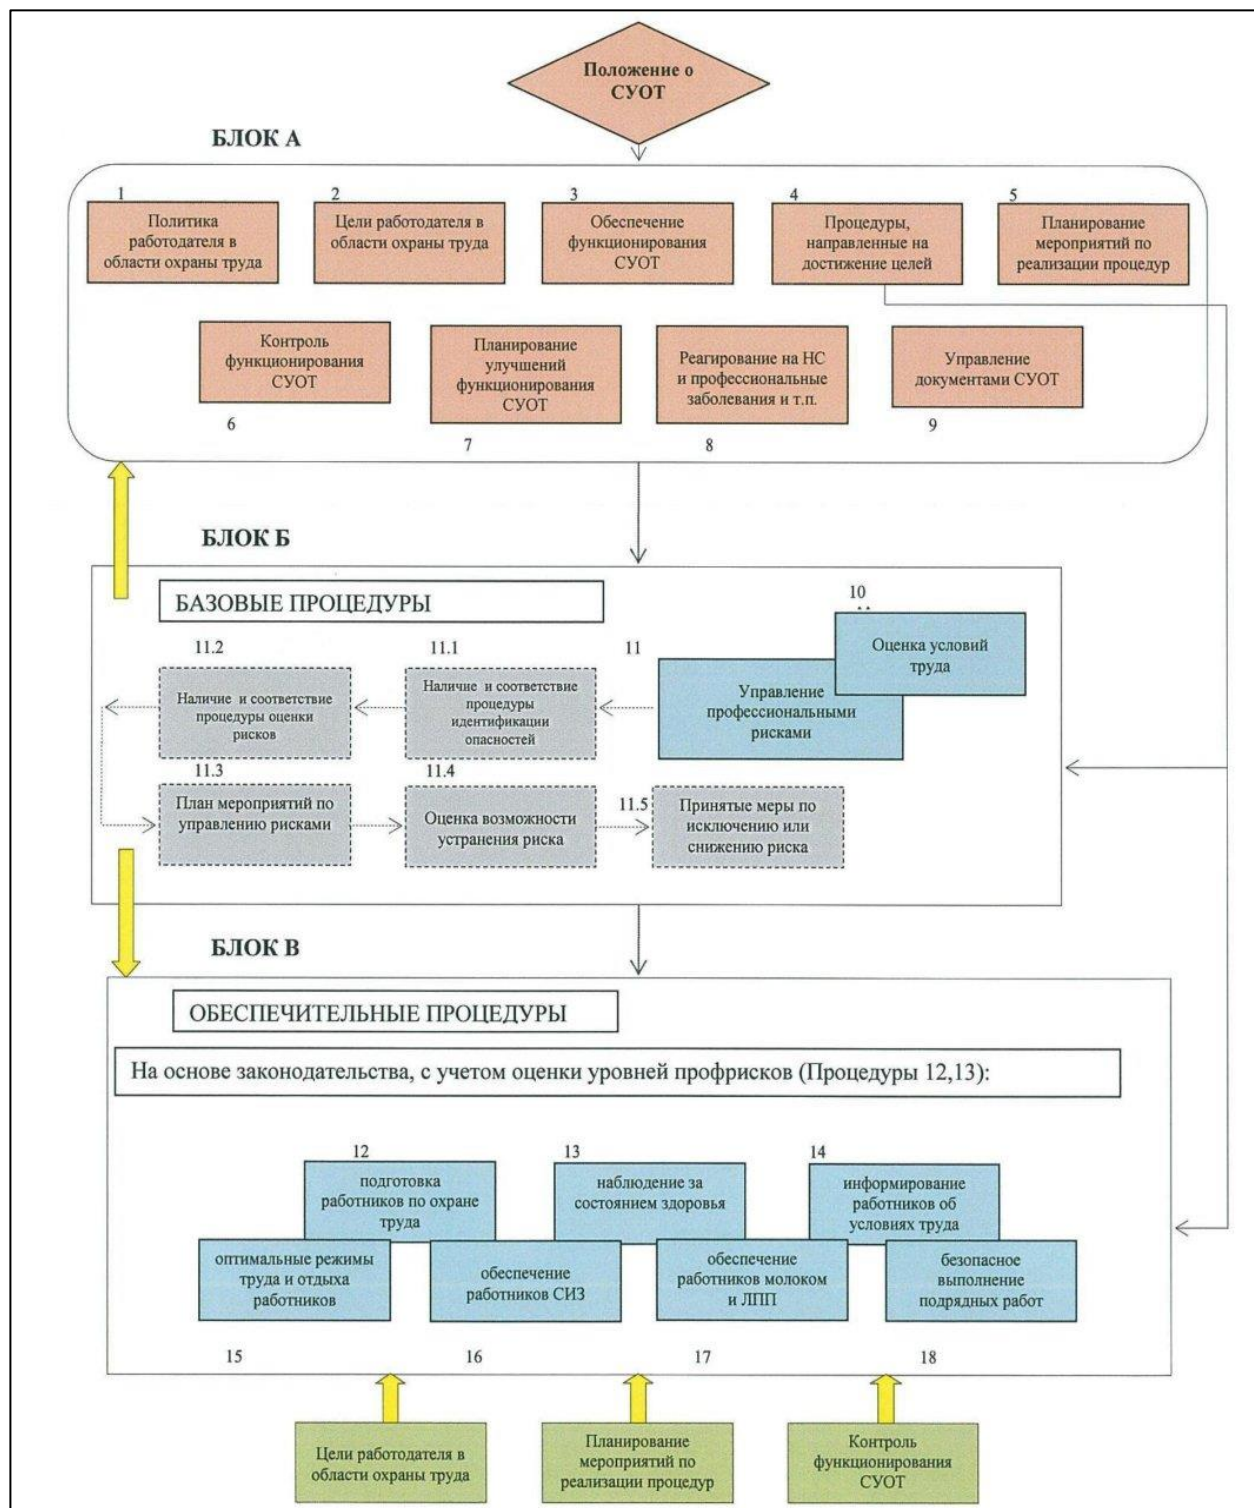 Положение о
СУОТ
БЛОК А
1
2
3
4
5
Политика
работодателя в
области охраны труда
Цели работодателя в
области охраны труда
Обеспечение
функционирования
СУОТ
Процедуры,
направленные на
достижение целей
Планирование
мероприятий по
реализации процедур
Контроль
функционирования
СУОТ
Планирование
улучшений
функционирования
СУОТ
Реагирование на НС
и профессиональные
заболевания и т.п.
Управление
документами СУОТ
6
7
8
9
БЛОК Б
БАЗОВЫЕ ПРОЦЕДУРЫ
10
Оценка условий
труда
11
Управление
профессиональными
рисками
11.1
Наличие и соответствие
процедуры
идентификации
опасностей
11.2
Наличие и соответствие
процедуры оценки
рисков
11.3
План мероприятий по
управлению рисками
11.4
Оценка возможности
устранения риска
11.5
Принятые меры по
исключению или
снижению риска
БЛОК В
ОБЕСПЕЧИТЕЛЬНЫЕ ПРОЦЕДУРЫ
На основе законодательства, с учетом оценки уровней профрисков (Процедуры 12,13):
12
13
14
подготовка
работников по охране
труда
наблюдение за
состоянием здоровья
информирование
работников об
условиях труда
оптимальные режимы
труда и отдыха
работников
обеспечение
работников СИЗ
обеспечение
работников молоком
и ЛПП
безопасное
выполнение
подрядных работ
15
16
17
18
Цели работодателя в
области охраны труда
Планирование
мероприятий по
реализации процедур
Контроль
функционирования
СУОТ